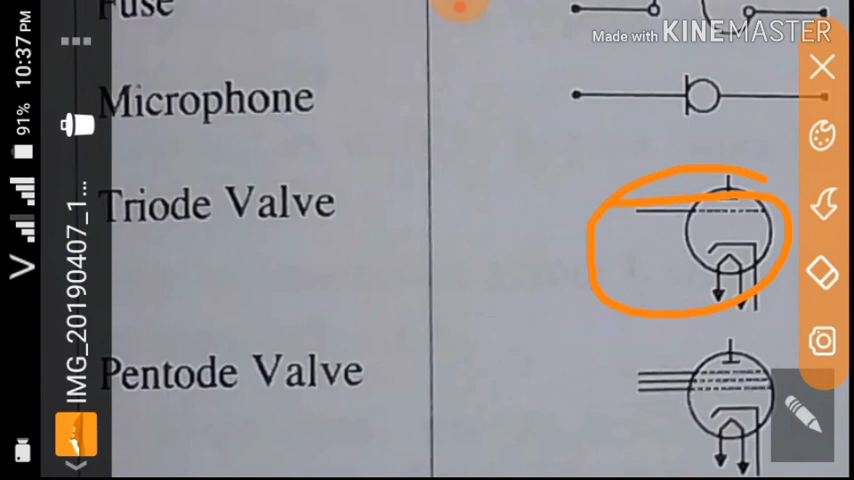 Fuse
Made with KINEMASTER
Microphone
Triode Valve
Pentode Valve
10:37 PM
91%
IMG_20190407_1...